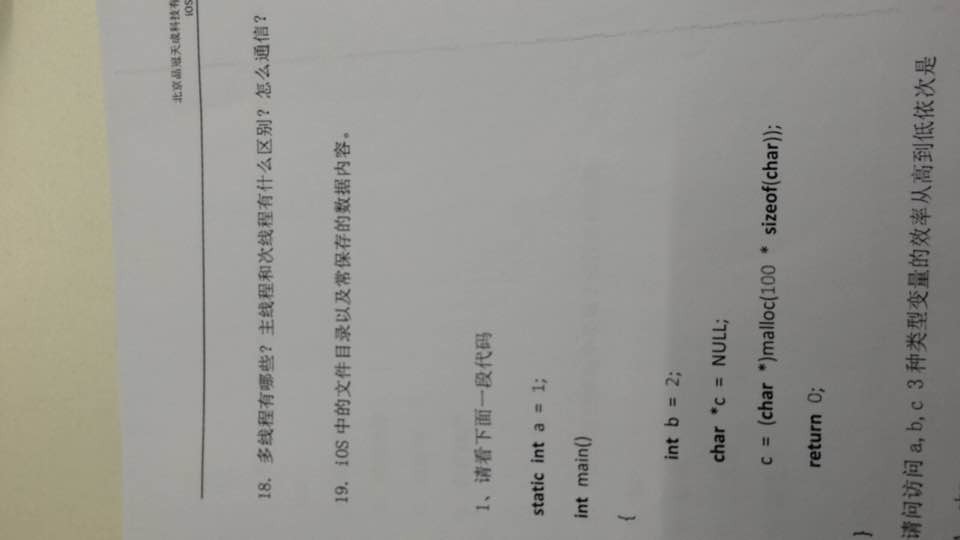 北京品冠天成科技有
iOS
18. 多线程有哪些？主线程和次线程有什么区别？怎么通信？
19. iOS 中的文件目录以及常保存的数据内容。
1、请看下面一段代码
static int a = 1;
int main()
{
int b = 2;
char *c = NULL;
c = (char *)malloc(100 * sizeof(char));
return 0;
}
请问访问 a, b, c 3 种类型变量的效率从高到低依次是